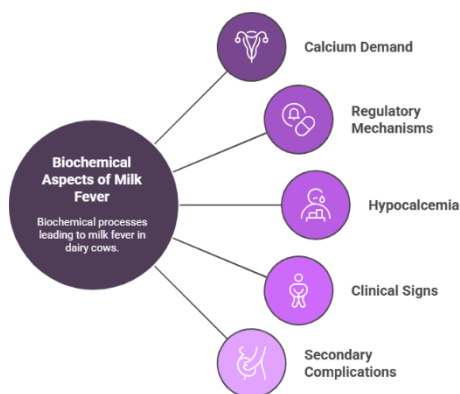 Biochemical
Aspects of Milk
Fever
Biochemical processes
leading to milk fever in
dairy cows.
Calcium Demand
Regulatory
Mechanisms
Hypocalcemia
Clinical Signs
Secondary
Complications